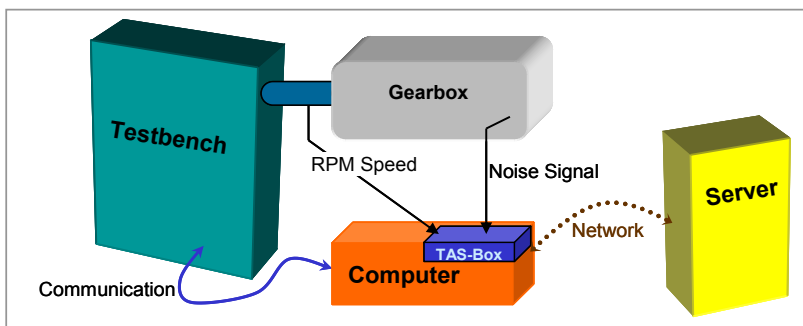 Gearbox
Testbench
RPM Speed
Noise Signal
Server
Network
TAS-Box
Computer
Communication